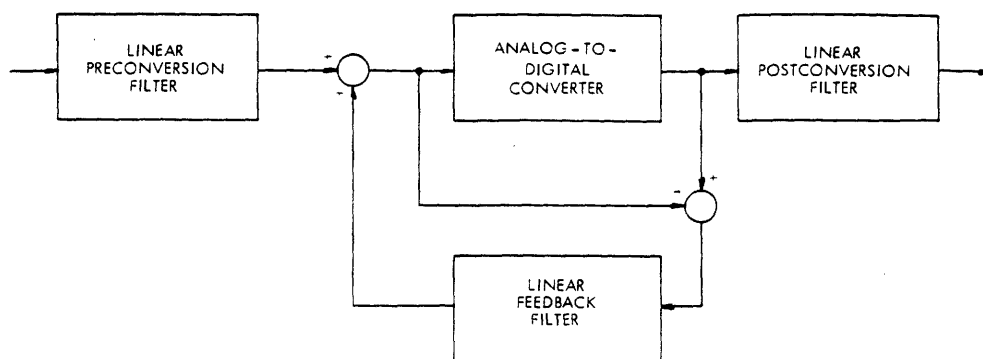 LINEAR
PRECONVERSION
FILTER
+
-
ANALOG-TO-
DIGITAL
CONVERTER
LINEAR
POSTCONVERSION
FILTER
-
+
LINEAR
FEEDBACK
FILTER